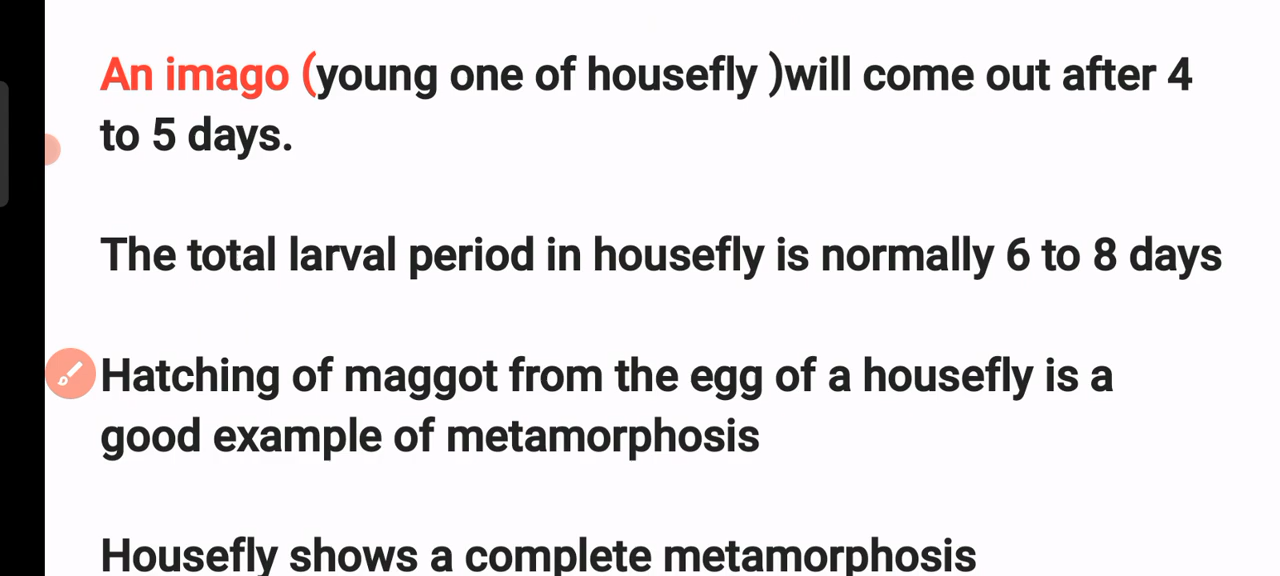 An imago (young one of housefly )will come out after 4
to 5 days.
The total larval period in housefly is normally 6 to 8 days
Hatching of maggot from the egg of a housefly is a
good example of metamorphosis
Housefly shows a complete metamorphosis